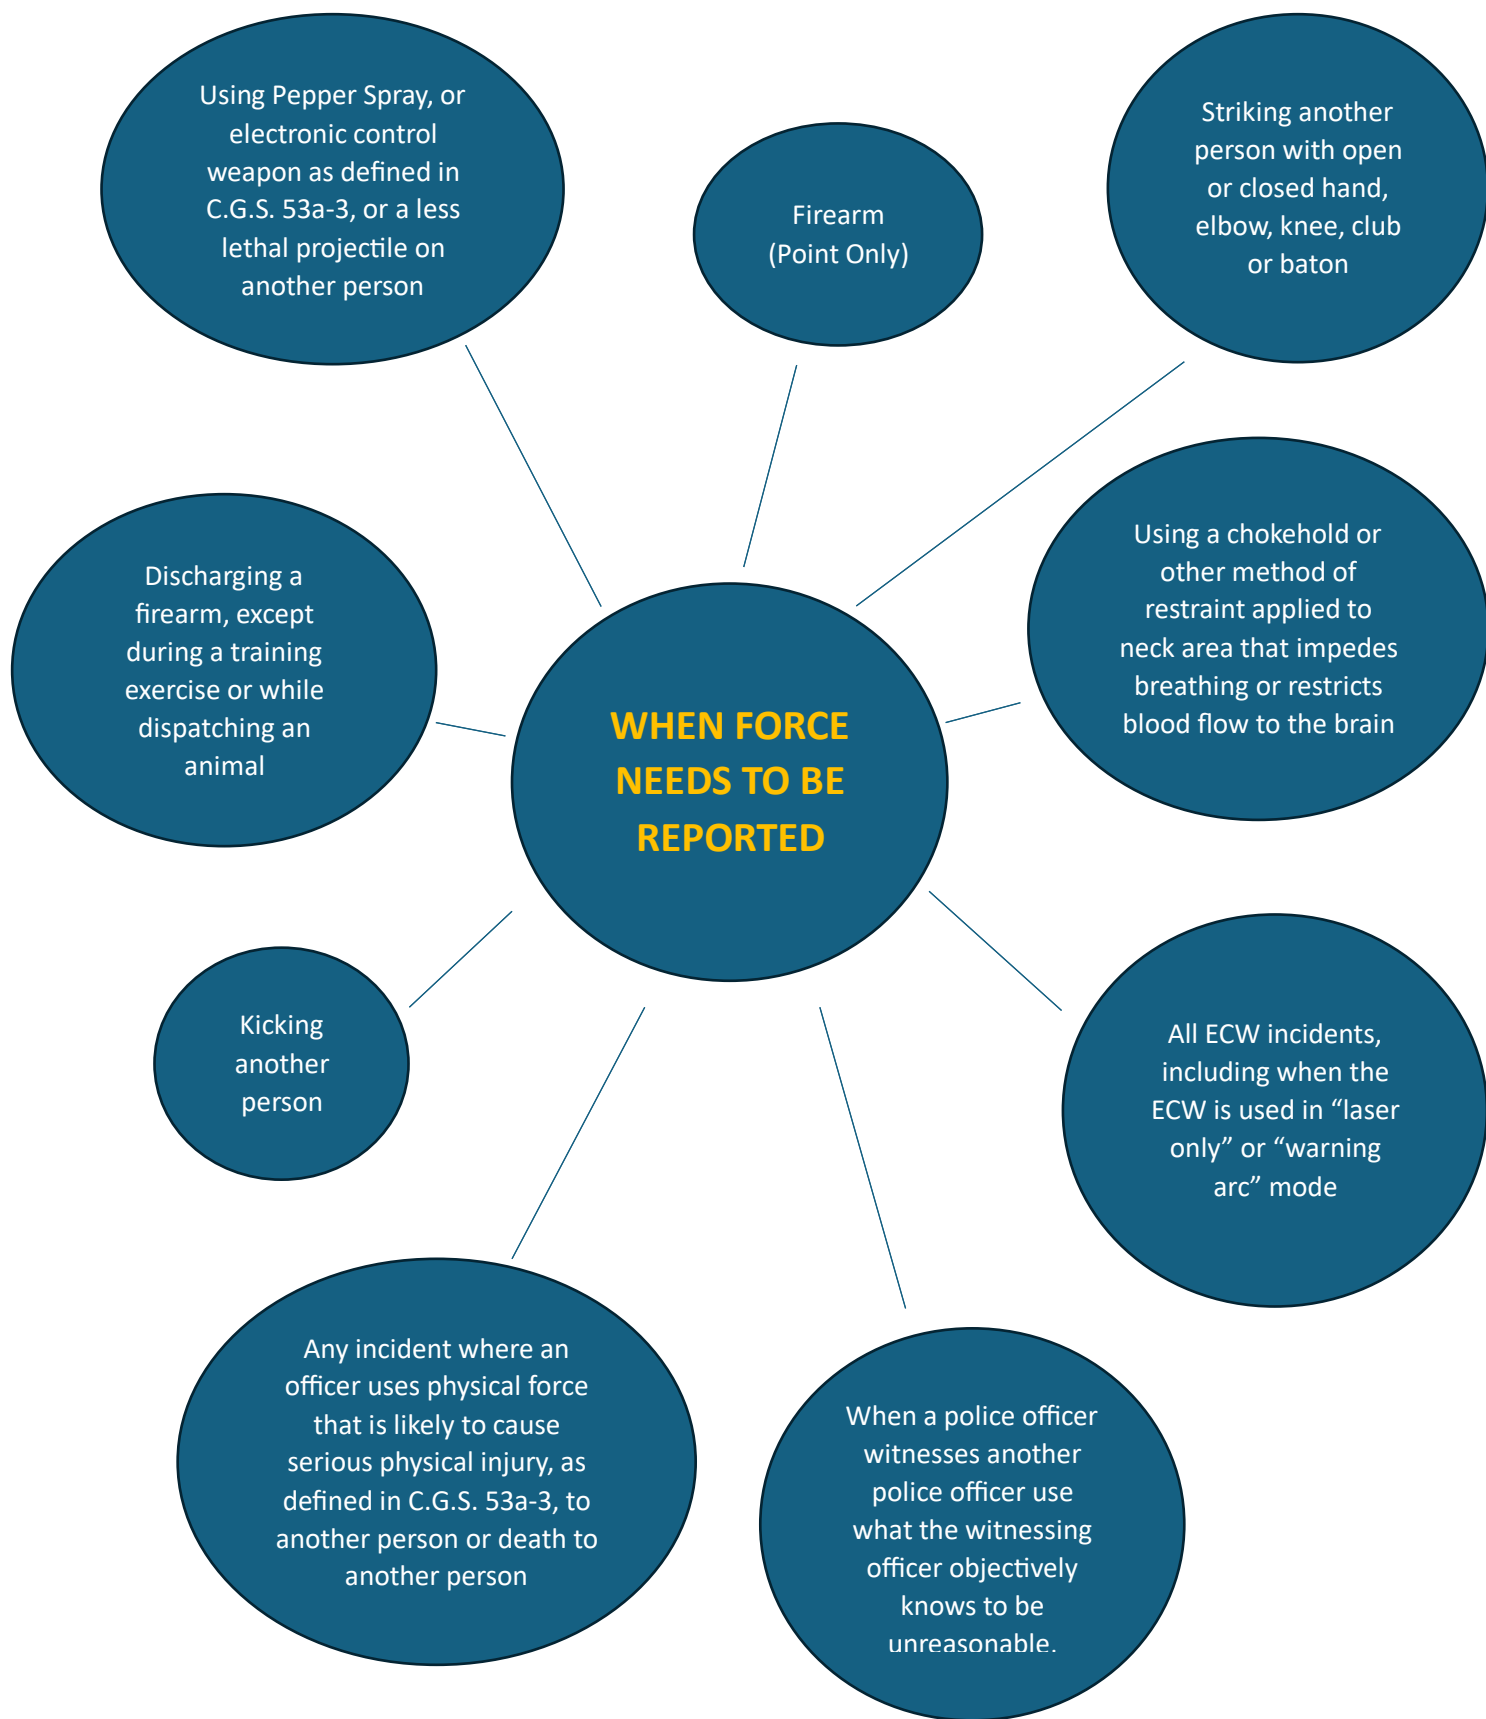 Using Pepper Spray, or
electronic control
weapon as defined in
C.G.S. 53a-3, or a less
lethal projectile on
another person
Firearm
(Point Only)
Striking another
person with open
or closed hand,
elbow, knee, club
or baton
Discharging a
firearm, except
during a training
exercise or while
dispatching an
animal
WHEN FORCE
NEEDS TO BE
REPORTED
Using a chokehold or
other method of
restraint applied to
neck area that impedes
breathing or restricts
blood flow to the brain
Kicking
another
person
All ECW incidents,
including when the
ECW is used in “laser
only” or “warning
arc” mode
Any incident where an
officer uses physical force
that is likely to cause
serious physical injury, as
defined in C.G.S. 53a-3, to
another person or death to
another person
When a police officer
witnesses another
police officer use
what the witnessing
officer objectively
knows to be
unreasonable.